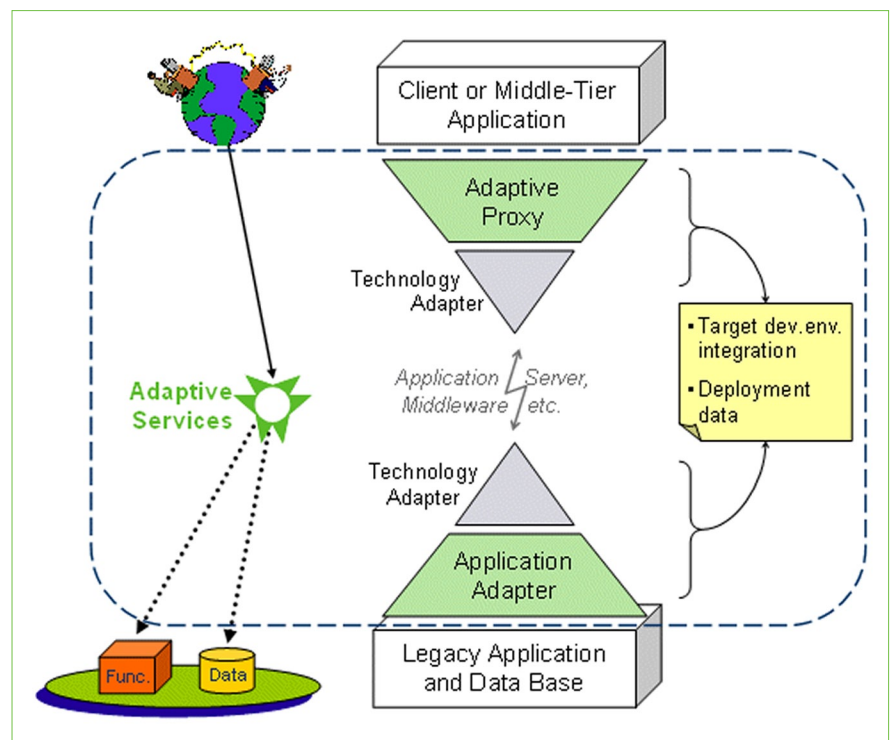 Client or Middle-Tier
Application
Adaptive
Proxy
Technology
Adapter
▪ Target dev.env.
integration
▪ Deployment
data
Adaptive
Services
Application Server,
Middleware etc.
Technology
Adapter
Application
Adapter
Legacy Application
and Data Base
Func.
Data